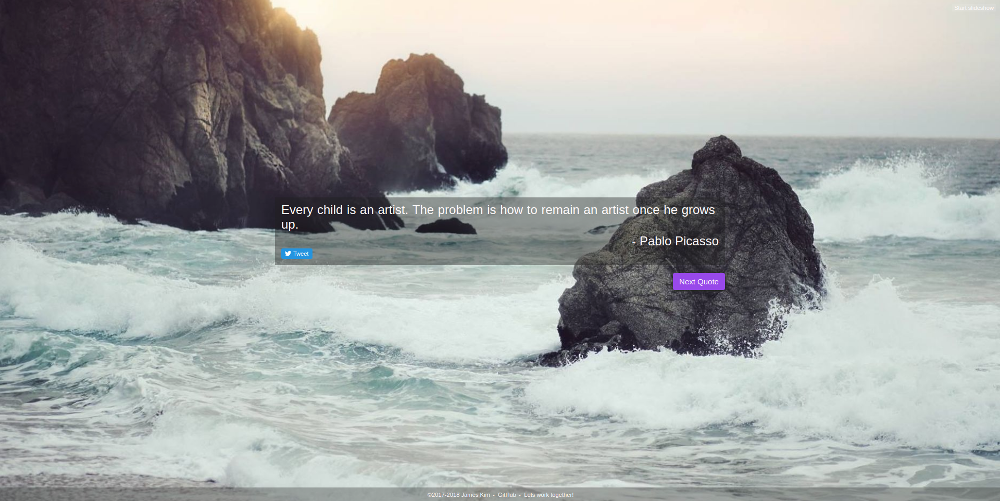 Start slideshow
Every child is an artist. The problem is how to remain an artist once he grows
up.
- Pablo Picasso
Tweet
Next Quote
©2017-2018 James Kim - GitHub - Lets work together!